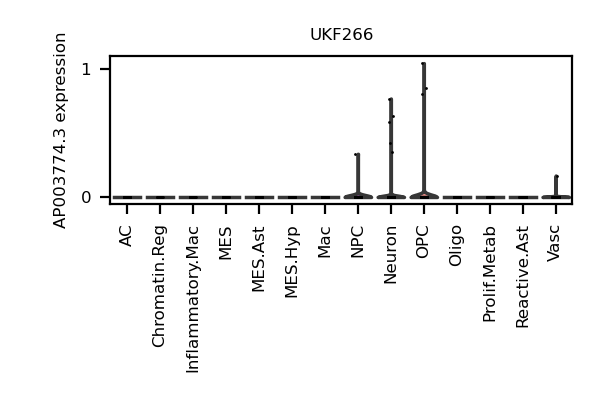 UKF266
AP003774.3 expression
1
0
AC
Chromatin.Reg
Inflammatory.Mac
MES
MES.Ast
MES.Hyp
Mac
NPC
Neuron
OPC
Oligo
Prolif.Metab
Reactive.Ast
Vasc